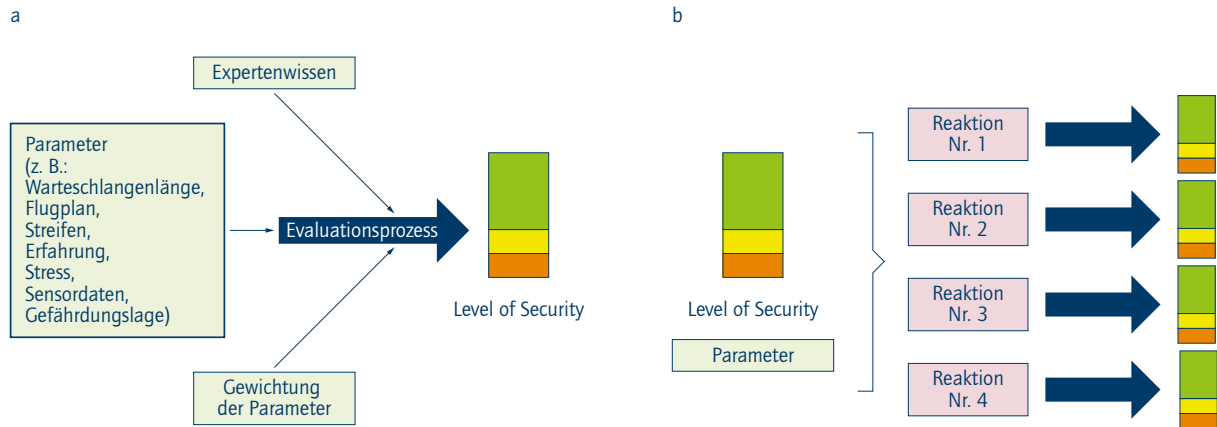 a
Expertenwissen
Parameter
(z. B.:
Warteschlangenlänge,
Flugplan,
Streifen,
Erfahrung,
Stress,
Sensordaten,
Gefährdungslage)
Evaluationsprozess
Level of Security
Gewichtung
der Parameter
b
Level of Security
Parameter
Reaktion
Nr. 1
Reaktion
Nr. 2
Reaktion
Nr. 3
Reaktion
Nr. 4